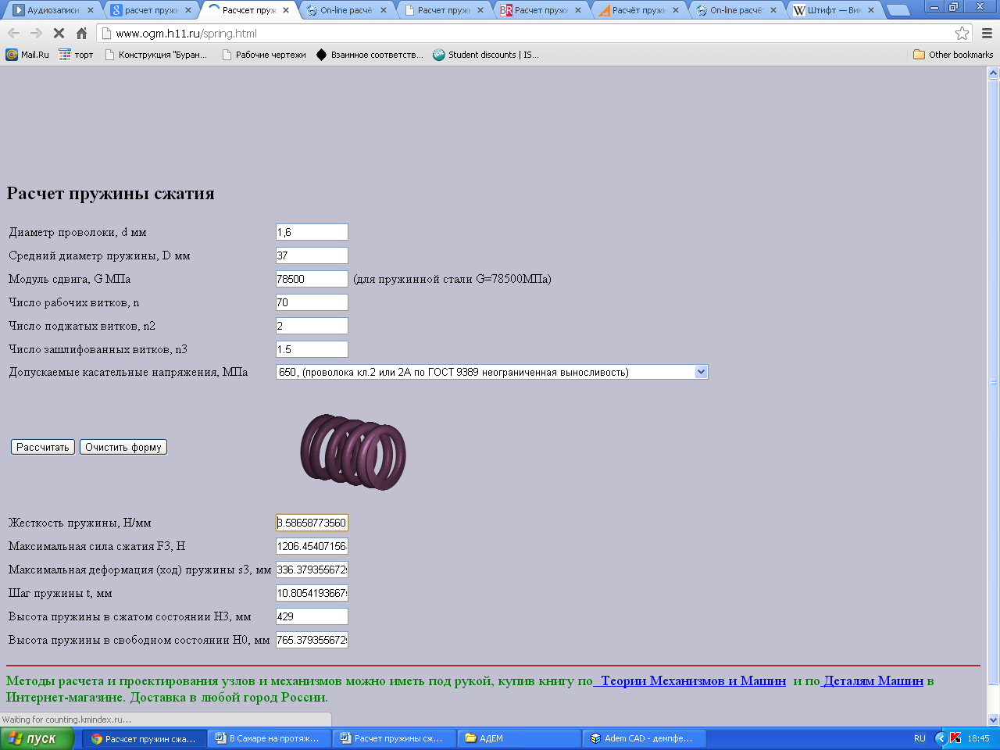 Аудиозаписи
расчет пружи
Расчсет пруж
On-line расчёт
Расчет пружи
Расчет пружи
Расчёт пружи
On-line расчёт
Штифт — Вик
www.ogm.h11.ru/spring.html
Mail.Ru торт Конструкция "Буран... Рабочие чертежи Взаимное соответств... Student discounts | IS... Other bookmarks
Расчет пружины сжатия
Диаметр проволоки, d мм 1,6
Средний диаметр пружины, D мм 37
Модуль сдвига, G МПа 78500 (для пружинной стали G=78500МПа)
Число рабочих витков, n 70
Число поджатых витков, n2 2
Число зашлифованных витков, n3 1.5
Допускаемые касательные напряжения, МПа 650, (проволока кл.2 или 2А по ГОСТ 9389 неограниченная выносливость)
Рассчитать Очистить форму
Жесткость пружины, Н/мм 3.58658773560
Максимальная сила сжатия F3, Н 1206.45407156
Максимальная деформация (ход) пружины s3, мм 336.379355672
Шаг пружины t, мм 10.8054193667
Высота пружины в сжатом состоянии H3, мм 429
Высота пружины в свободном состоянии H0, мм 765.379355672
Методы расчета и проектирования узлов и механизмов можно иметь под рукой, купив книгу по Теории Механизмов и Машин и по Деталям Машин в
Интернет-магазине. Доставка в любой город России.
Waiting for counting.kmindex.ru...
пуск Расчсет пружин сжа... В Самаре на протяж... Расчет пружины сж... АДЕМ Adem CAD - демпфе... RU 18:45